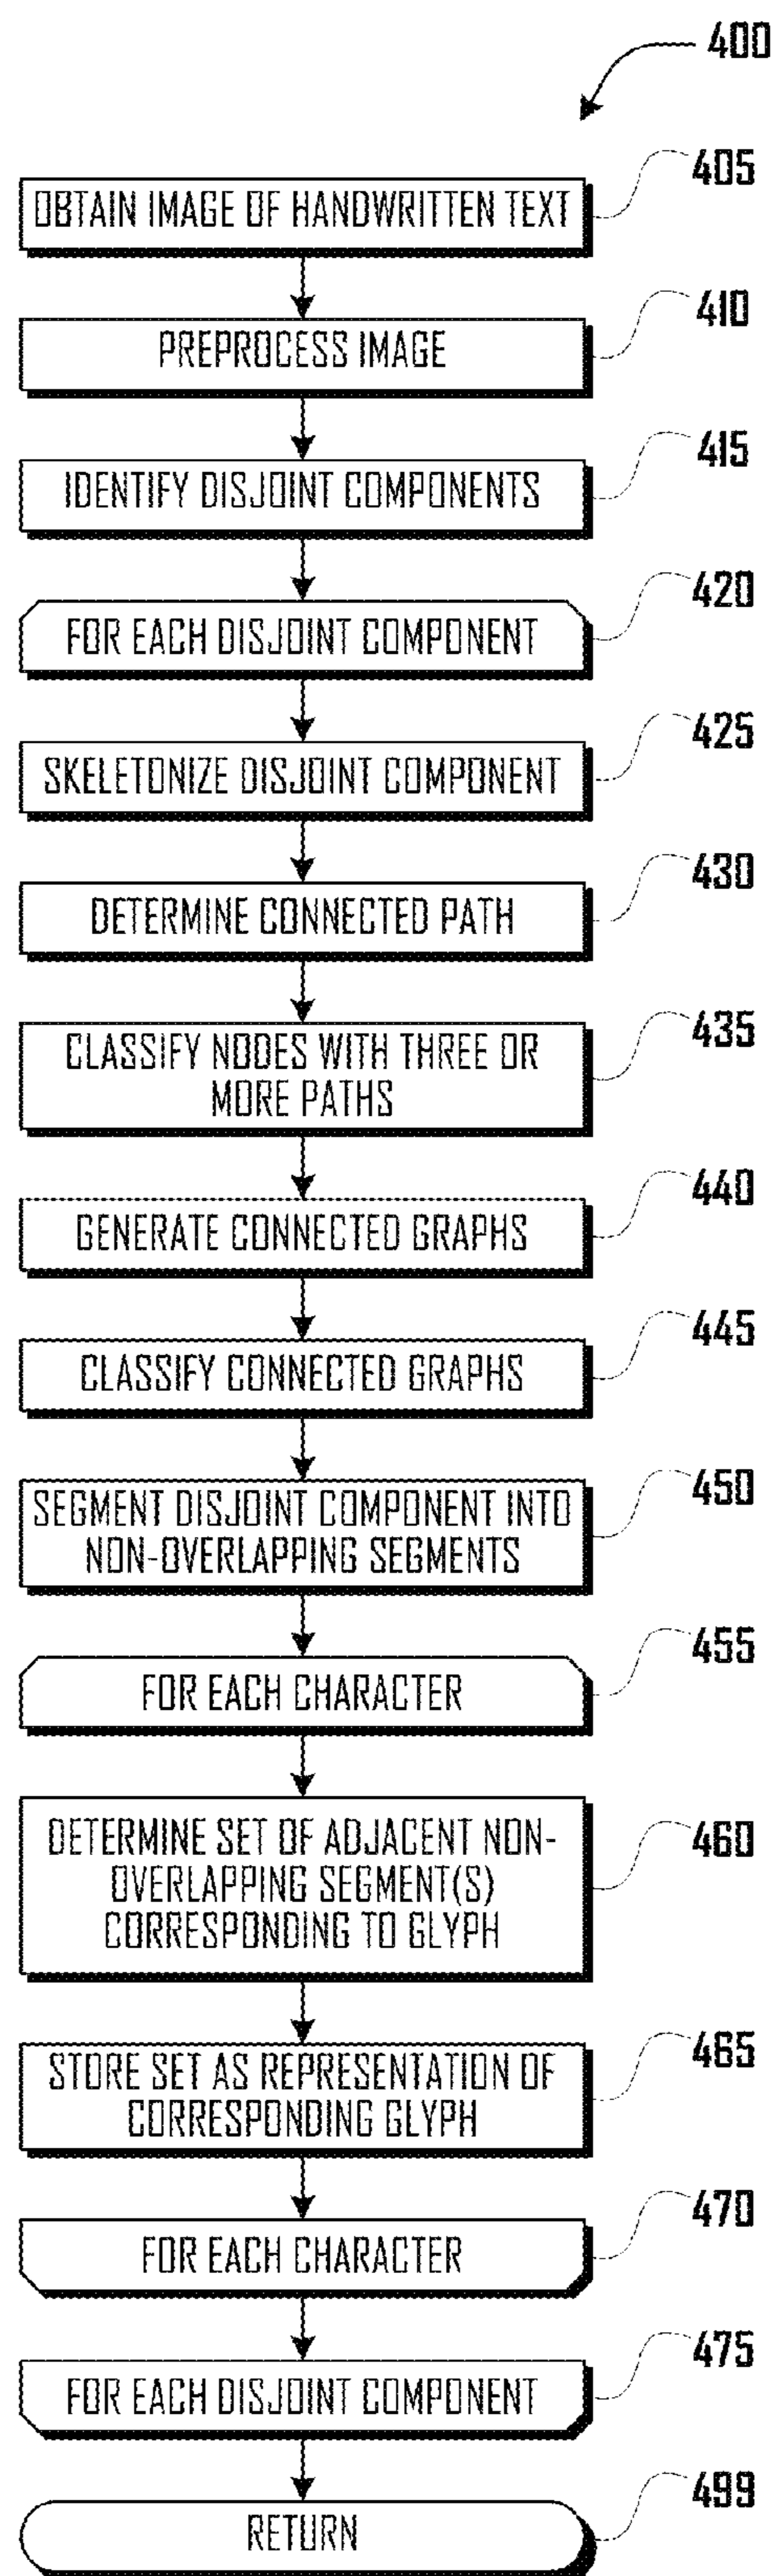 400
OBTAIN IMAGE OF HANDWRITTEN TEXT
405
PREPROCESS IMAGE
410
IDENTIFY DISJOINT COMPONENTS
415
FOR EACH DISJOINT COMPONENT
420
SKELETONIZE DISJOINT COMPONENT
425
DETERMINE CONNECTED PATH
430
CLASSIFY NODES WITH THREE OR
MORE PATHS
435
GENERATE CONNECTED GRAPHS
440
CLASSIFY CONNECTED GRAPHS
445
SEGMENT DISJOINT COMPONENT INTO
NON-OVERLAPPING SEGMENTS
450
FOR EACH CHARACTER
455
DETERMINE SET OF ADJACENT NON-
OVERLAPPING SEGMENT(S)
CORRESPONDING TO GLYPH
460
STORE SET AS REPRESENTATION OF
CORRESPONDING GLYPH
465
FOR EACH CHARACTER
470
FOR EACH DISJOINT COMPONENT
475
RETURN
499